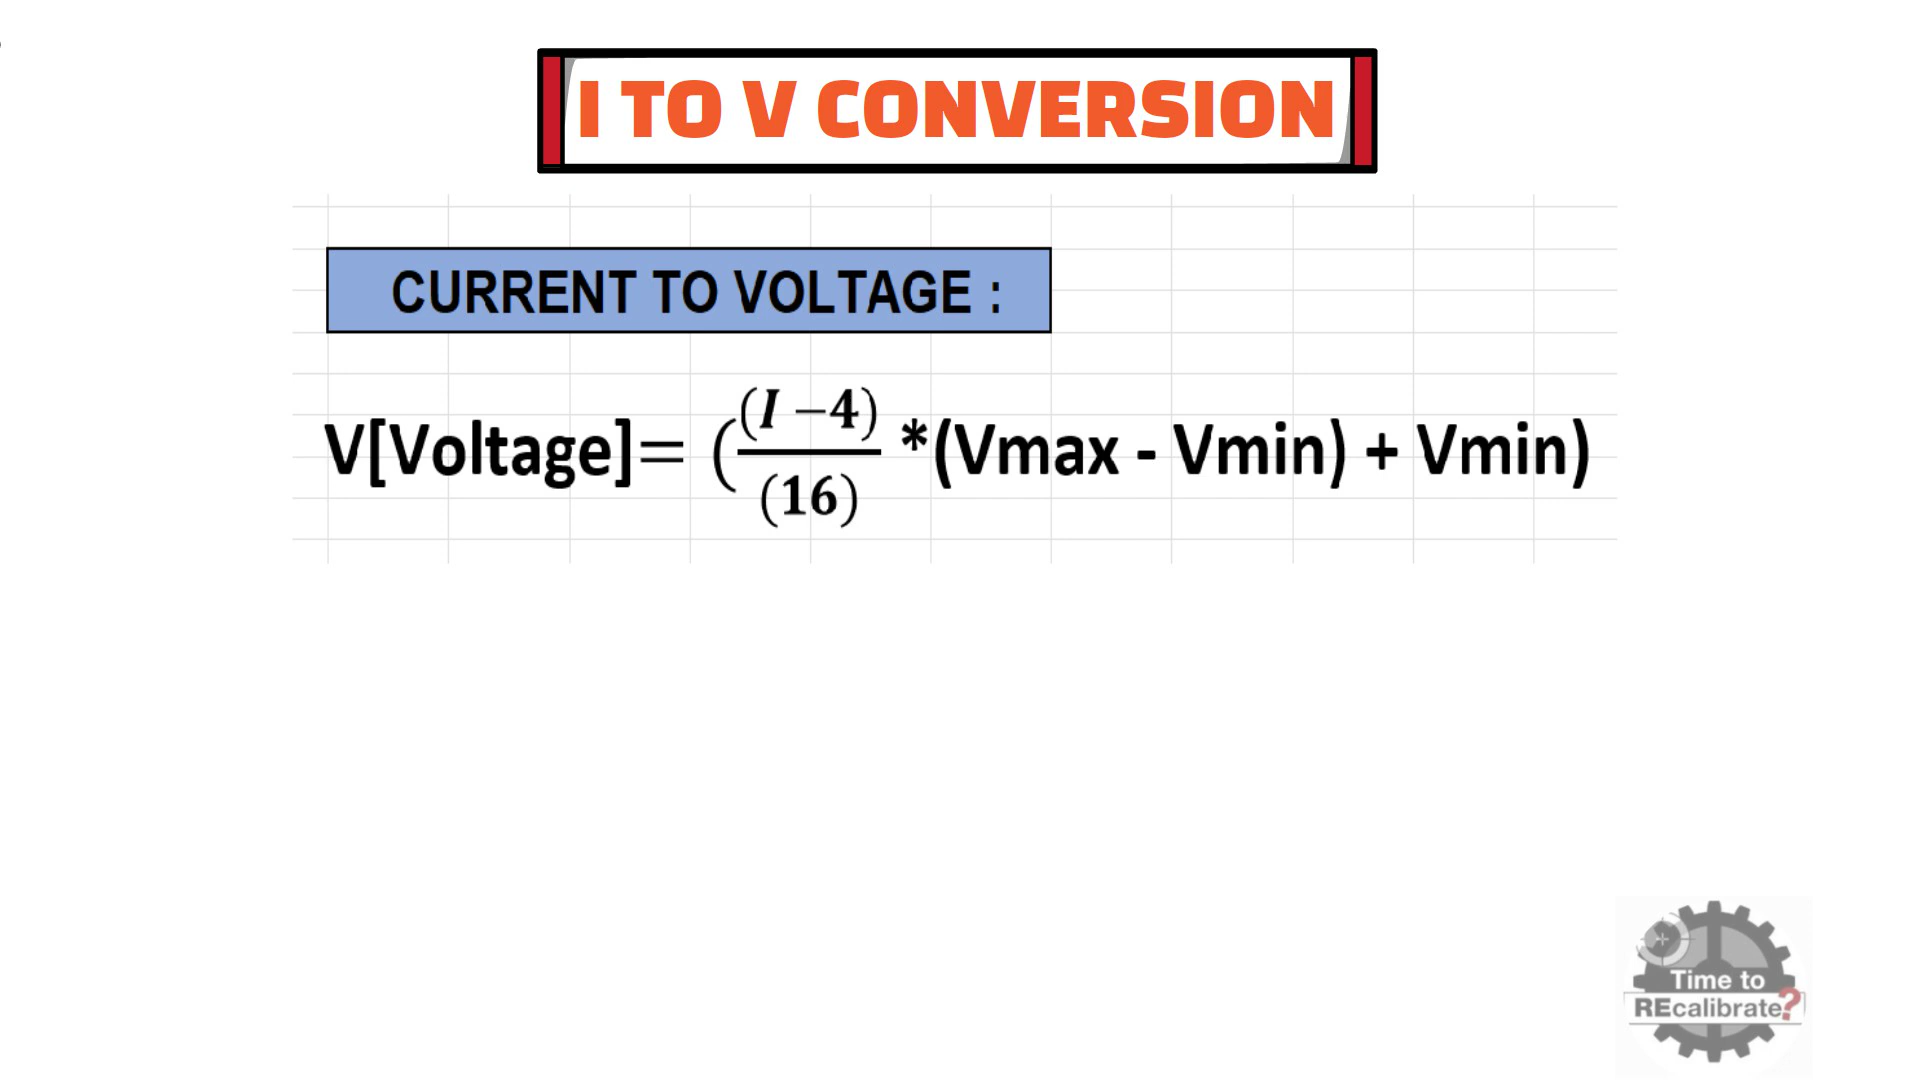 I TO V CONVERSION
CURRENT TO VOLTAGE :
V[Voltage]= ((I −4)/(16) *(Vmax - Vmin) + Vmin)
Time to
REcalibrate?